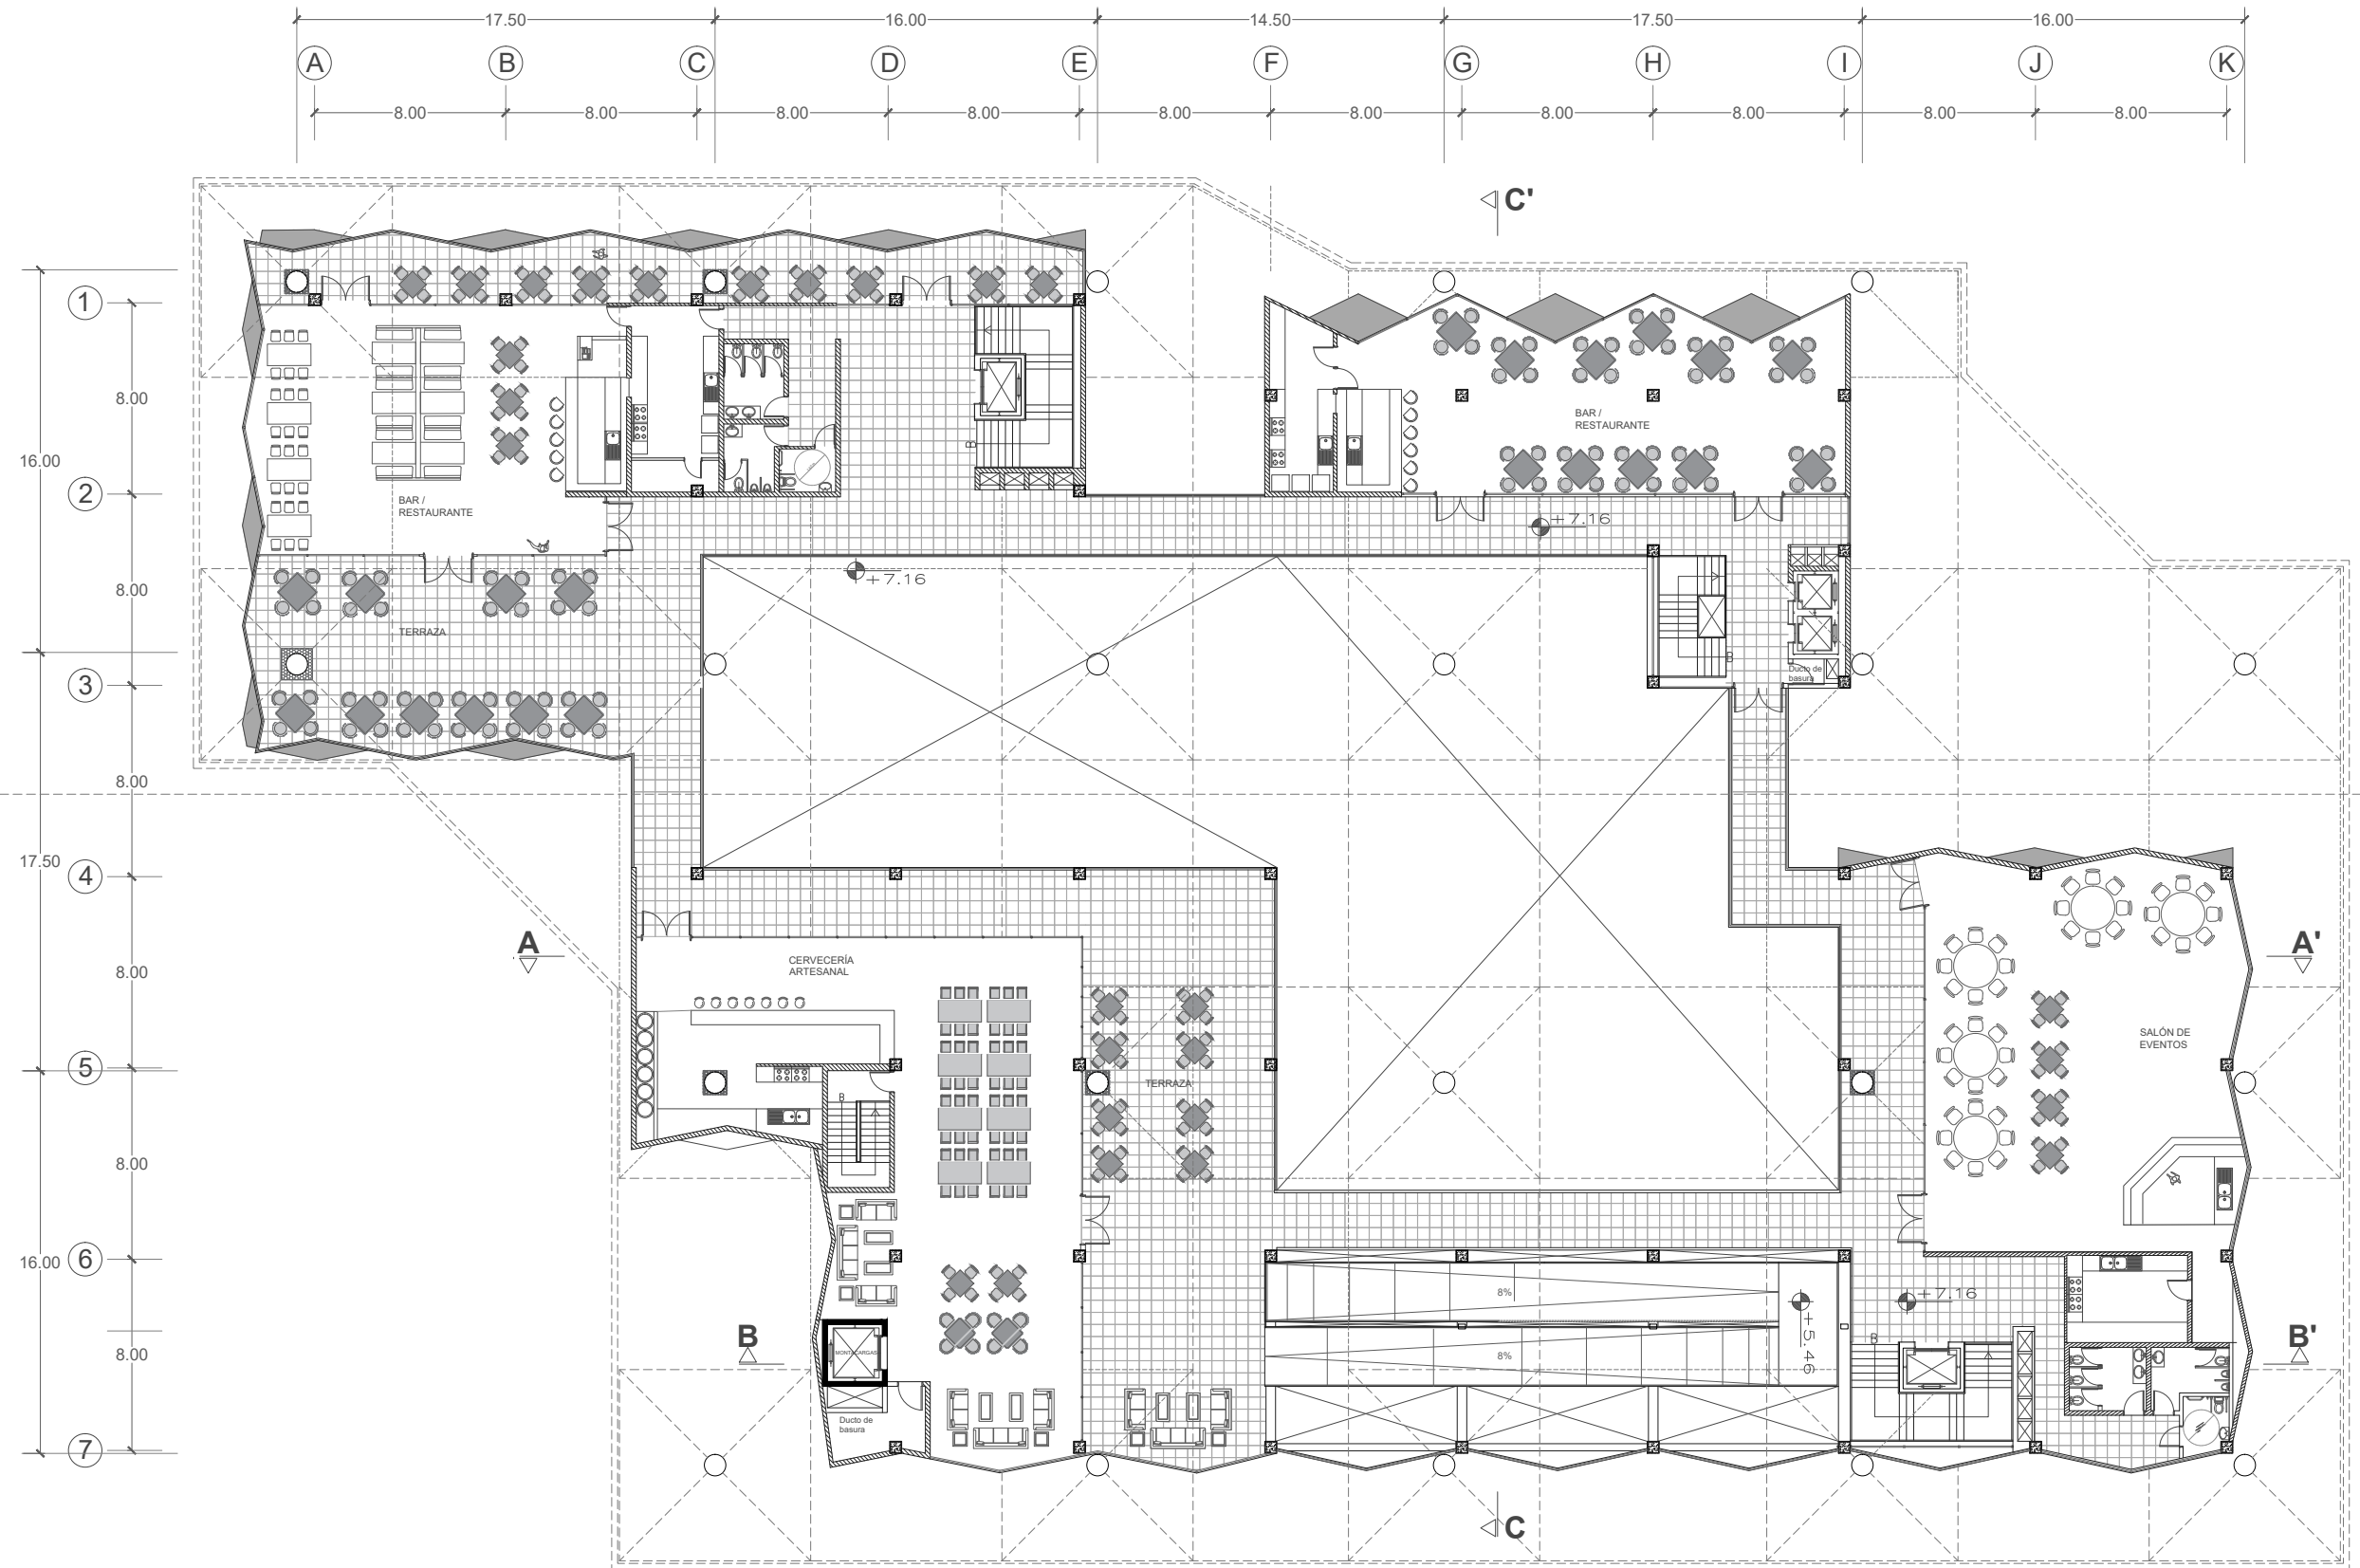 17.50 16.00 14.50 17.50 16.00
A B C D E F G H I J K
8.00 8.00 8.00 8.00 8.00 8.00 8.00 8.00 8.00 8.00
C'
1
8.00
BAR /
RESTAURANTE
16.00
2
BAR /
RESTAURANTE
+7.16
+7.16
8.00
TERRAZA
B
B
3
Ducto de
basura
8.00
17.50
4
A
A'
CERVECERÍA
ARTESANAL
8.00
SALÓN DE
EVENTOS
5
TERRAZA
B
8.00
16.00
6
8%
+7.16
+5.46
B
B'
B
8.00
MONTACARGAS
8%
Ducto de
basura
7
C